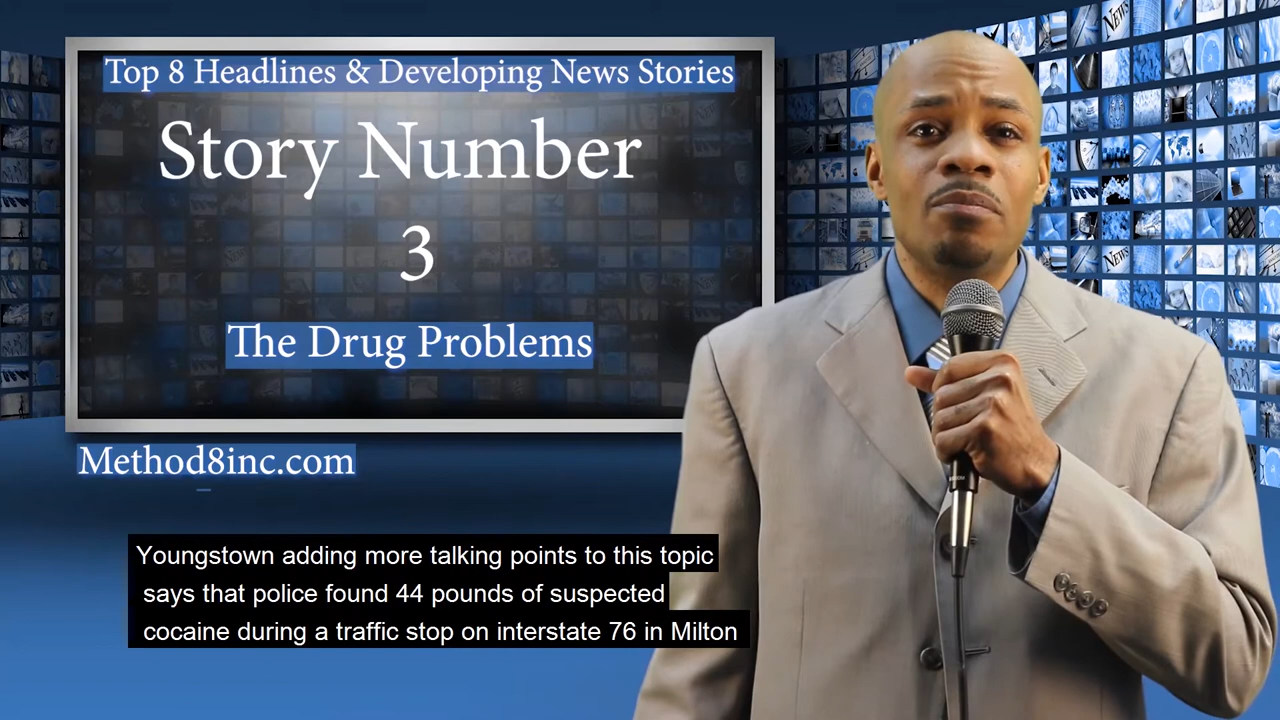 Top 8 Headlines & Developing News Stories
Story Number
3
The Drug Problems
Method8inc.com
Youngstown adding more talking points to this topic
says that police found 44 pounds of suspected
cocaine during a traffic stop on interstate 76 in Milton
NEWS